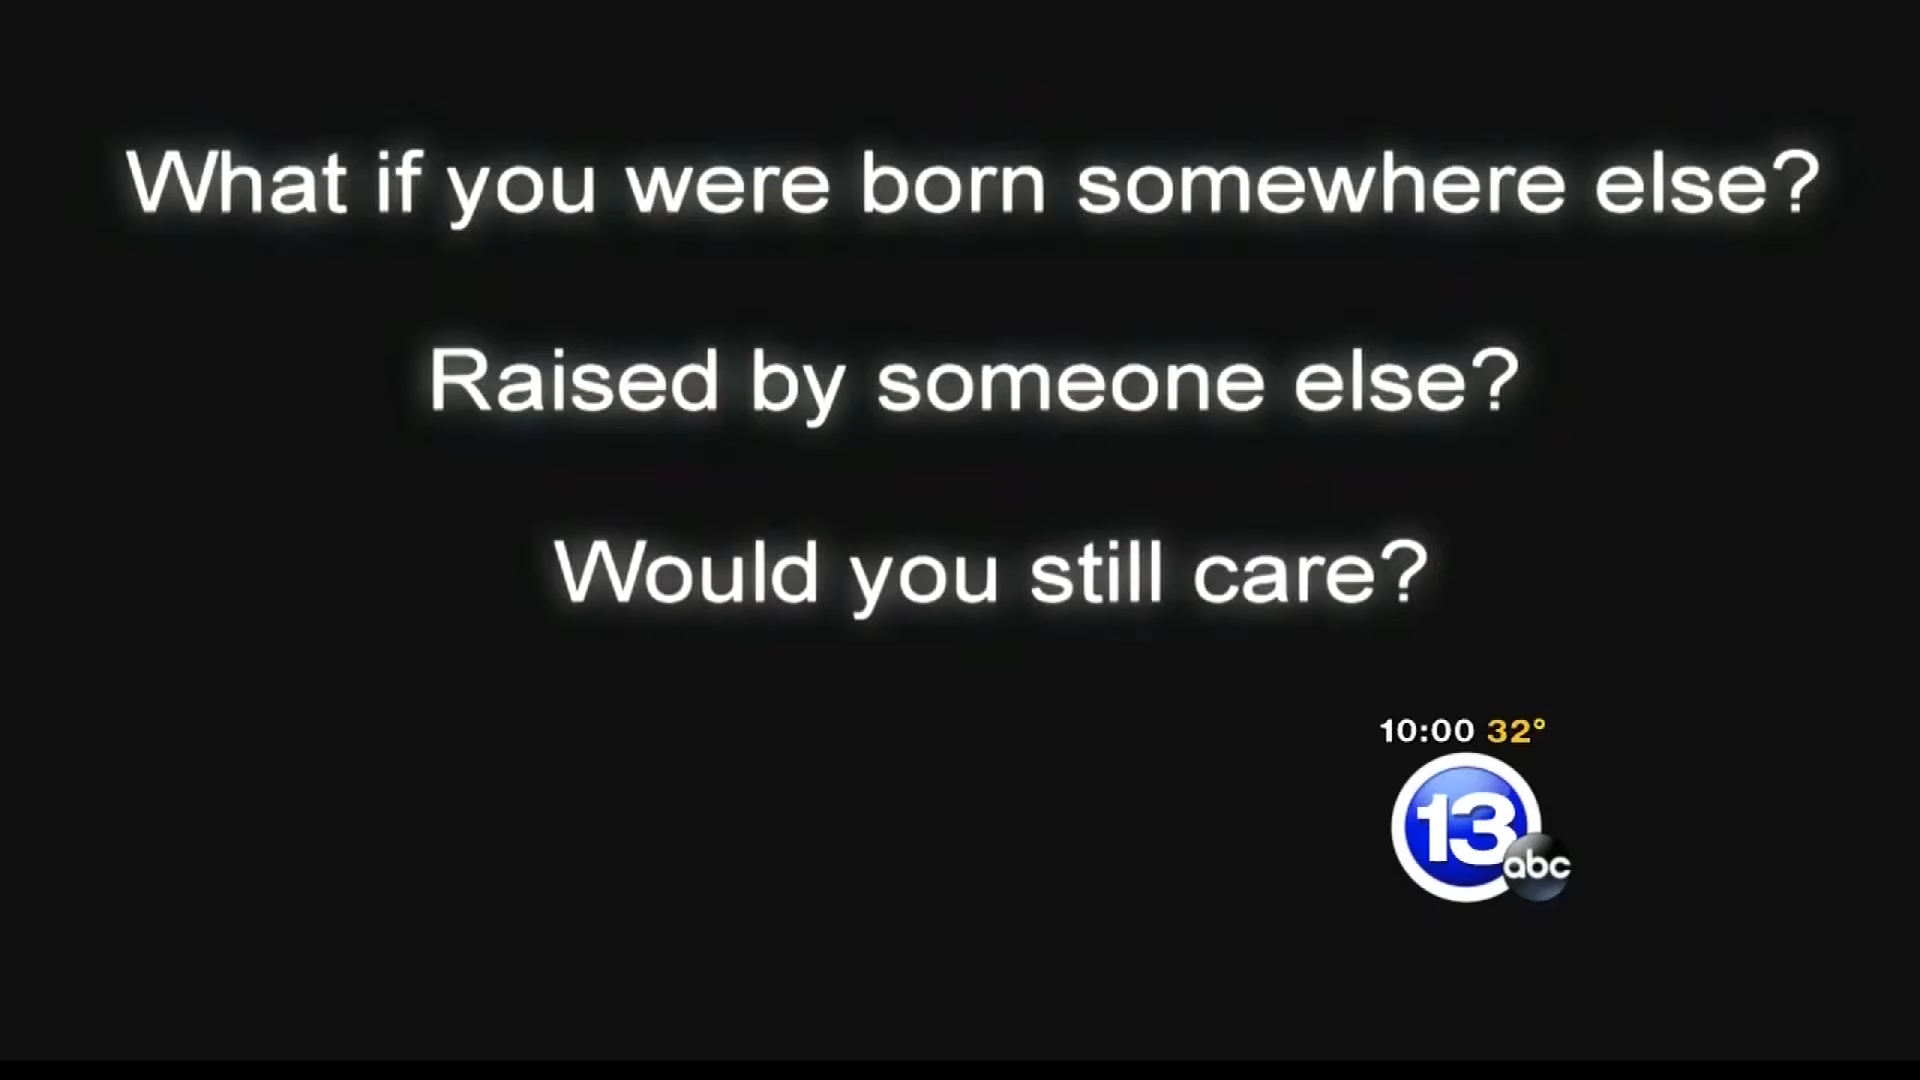 What if you were born somewhere else?
Raised by someone else?
Would you still care?
10:00 32°
13
abc